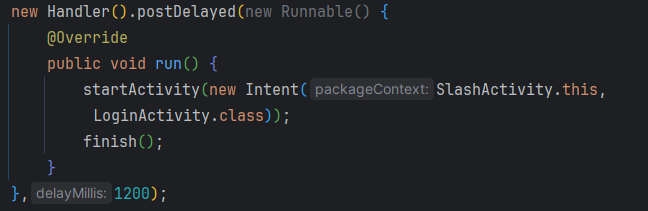 new Handler().postDelayed(new Runnable() {
@Override
public void run() {
startActivity(new Intent( packageContext: SlashActivity.this,
LoginActivity.class));
finish();
}
}, delayMillis: 1200);